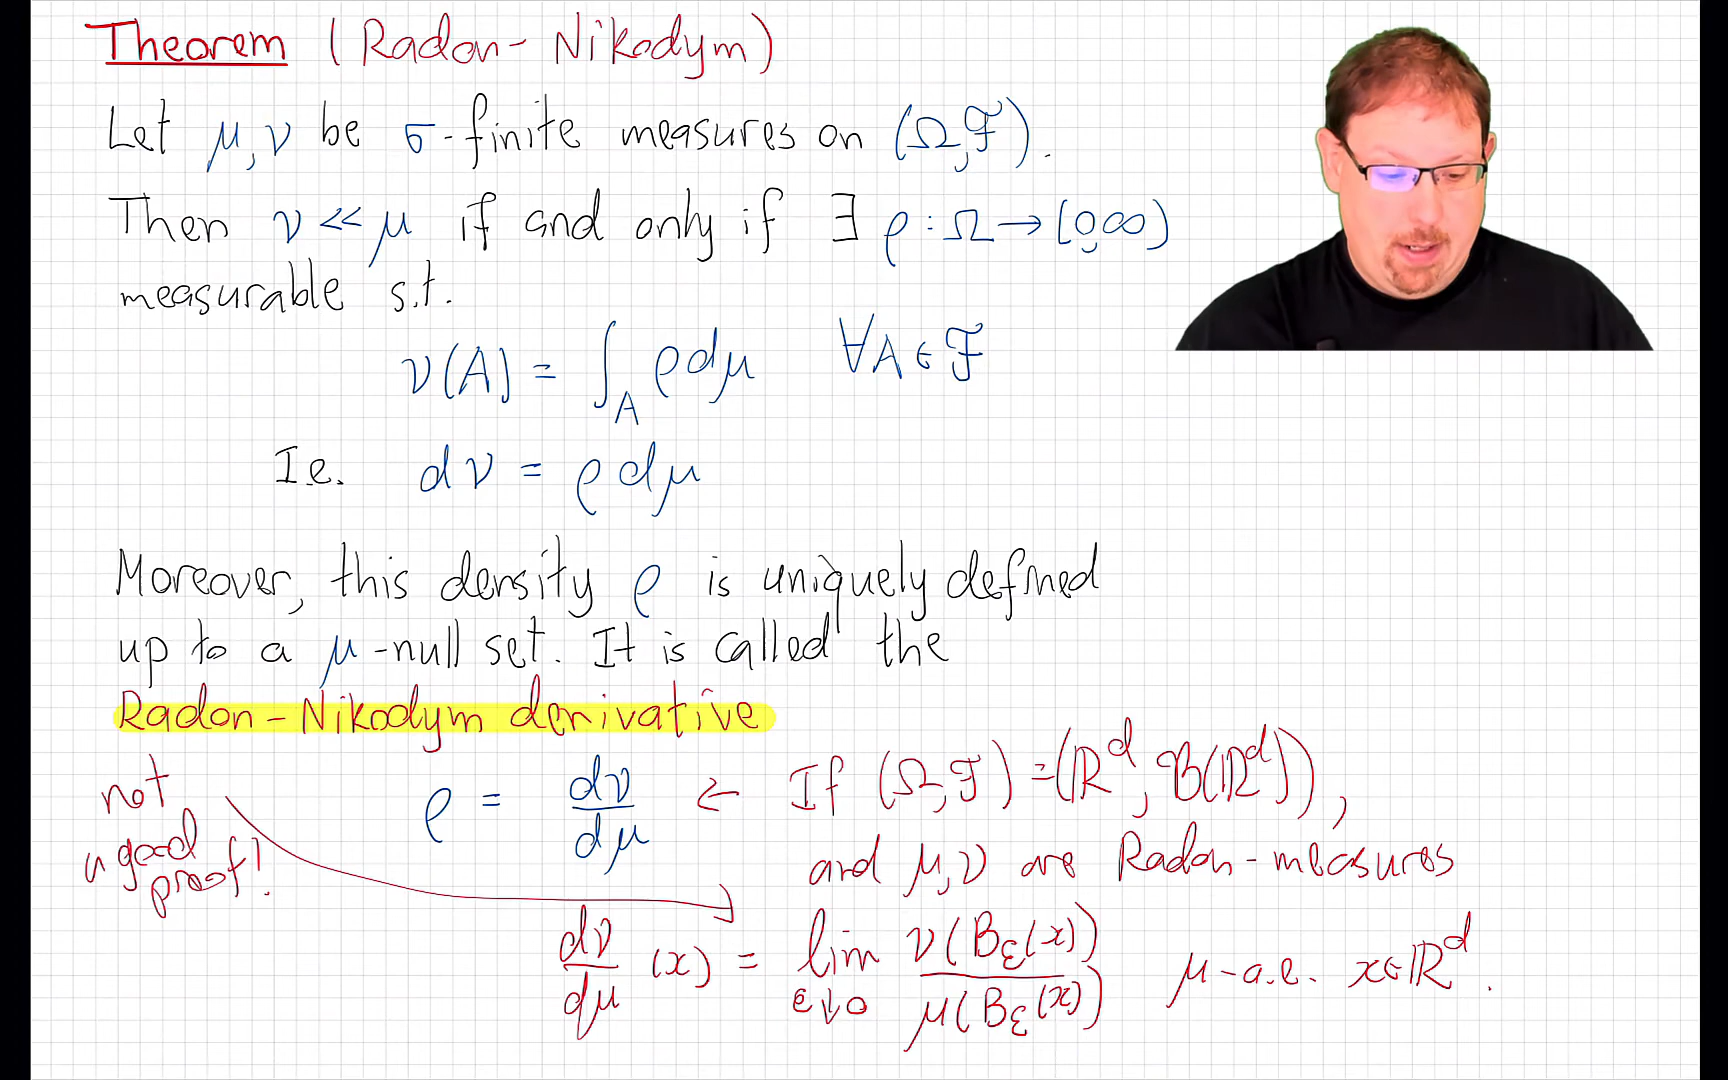 Theorem (Radon-Nikodym)
Let μ, ν be σ-finite measures on (Ω, ℱ).
Then ν << μ if and only if ∃ ρ : Ω → [0,∞)
measurable s.t.
ν(A) = ∫_A ρ dμ ∀A ∈ ℱ
I.e. dν = ρ dμ
Moreover, this density ρ is uniquely defined
up to a μ-null set. It is called the
Radon-Nikodym derivative
ρ = dν/dμ ← If (Ω, ℱ) = (ℝ^d, 𝓑(ℝ^d)),
and μ, ν are Radon-measures
not
a good
proof!
dν/dμ (x) = lim_{ε↓0} ν(B_ε(x))/μ(B_ε(x)) μ-a.e. x∈ℝ^d.